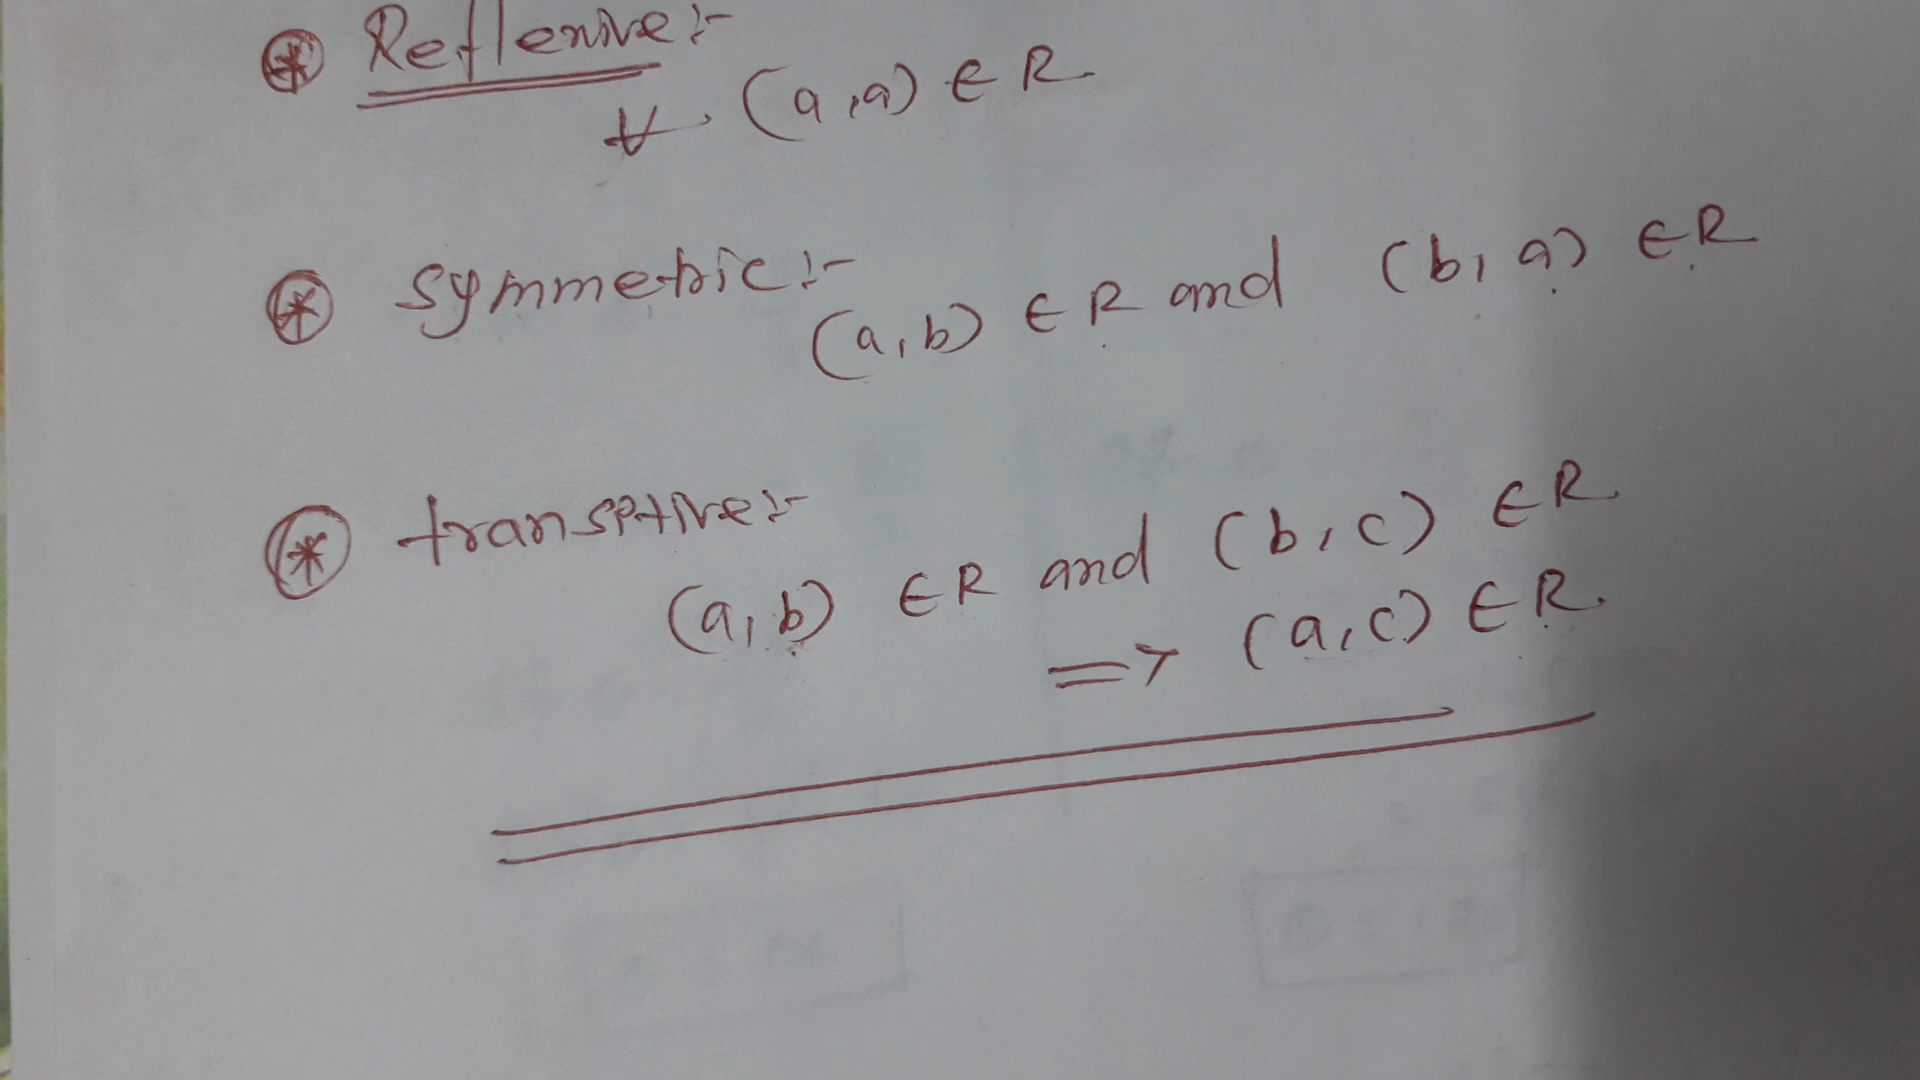 ⊛ Reflexive:-
∀ (a,a) ∈ R
⊛ Symmetric:-
(a,b) ∈ R and (b,a) ∈ R
⊛ transitive:-
(a,b) ∈ R and (b,c) ∈ R
=> (a,c) ∈ R.